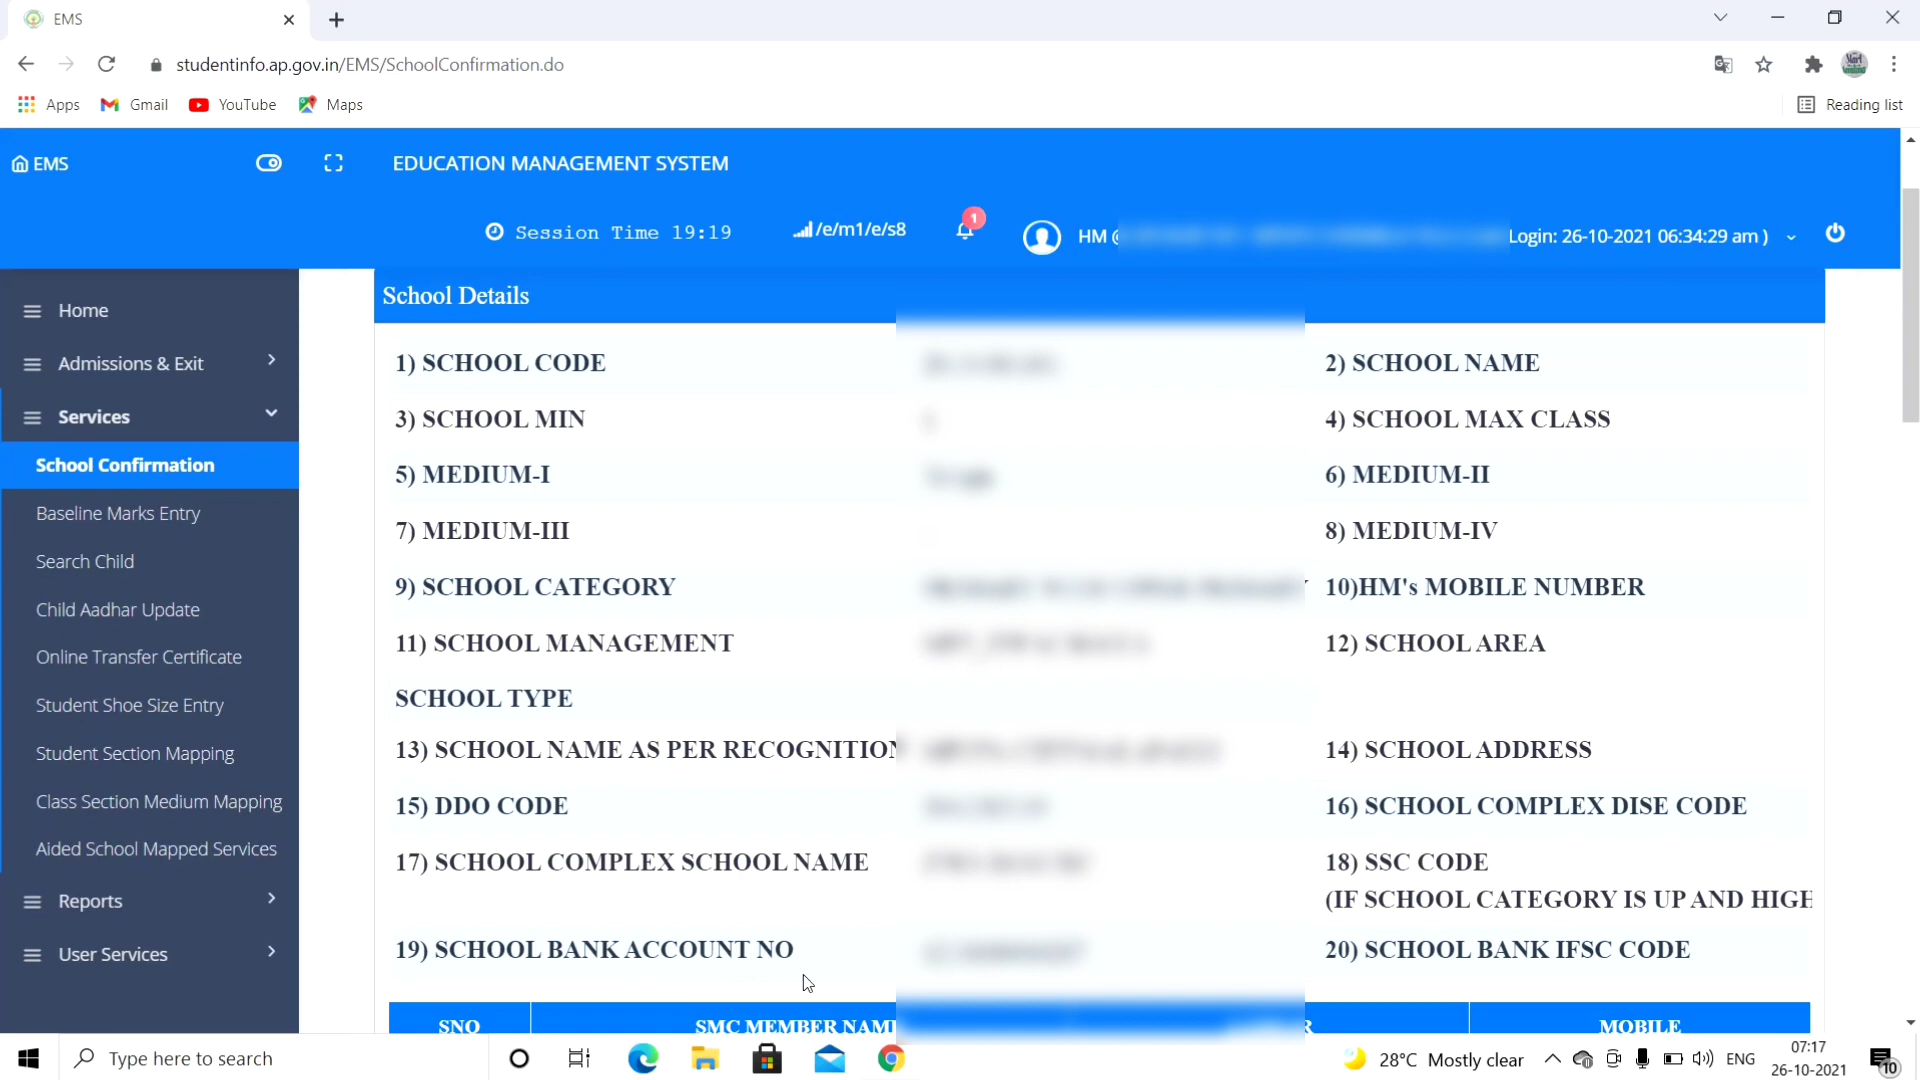 EMS
studentinfo.ap.gov.in/EMS/SchoolConfirmation.do
Apps Gmail YouTube Maps Reading list
EMS EDUCATION MANAGEMENT SYSTEM
Session Time 19:19 /e/m1/e/s8 1 HM Login: 26-10-2021 06:34:29 am )
Home
Admissions & Exit
Services
School Confirmation
Baseline Marks Entry
Search Child
Child Aadhar Update
Online Transfer Certificate
Student Shoe Size Entry
Student Section Mapping
Class Section Medium Mapping
Aided School Mapped Services
Reports
User Services
School Details
1) SCHOOL CODE 2) SCHOOL NAME
3) SCHOOL MIN 4) SCHOOL MAX CLASS
5) MEDIUM-I 6) MEDIUM-II
7) MEDIUM-III 8) MEDIUM-IV
9) SCHOOL CATEGORY 10)HM's MOBILE NUMBER
11) SCHOOL MANAGEMENT 12) SCHOOL AREA
SCHOOL TYPE
13) SCHOOL NAME AS PER RECOGNITION 14) SCHOOL ADDRESS
15) DDO CODE 16) SCHOOL COMPLEX DISE CODE
17) SCHOOL COMPLEX SCHOOL NAME 18) SSC CODE
(IF SCHOOL CATEGORY IS UP AND HIGH
19) SCHOOL BANK ACCOUNT NO 20) SCHOOL BANK IFSC CODE
SNO SMC MEMBER NAME MOBILE
Type here to search 28°C Mostly clear ENG 07:17
26-10-2021 10